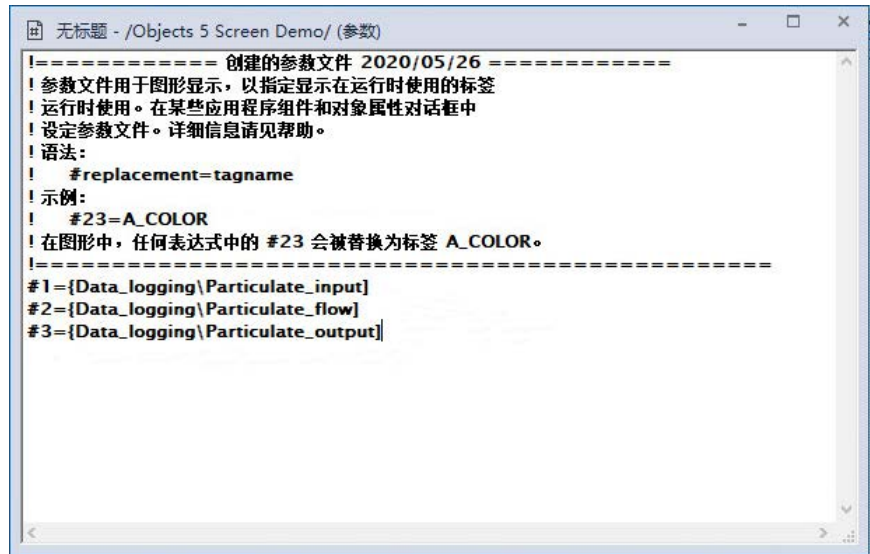 无标题 - /Objects 5 Screen Demo/ (参数)
!============ 创建的参数文件 2020/05/26 ============
! 参数文件用于图形显示，以指定显示在运行时使用的标签
! 运行时使用。在某些应用程序组件和对象属性对话框中
! 设定参数文件。详细信息请见帮助。
! 语法：
!    #replacement=tagname
! 示例：
!    #23=A_COLOR
! 在图形中，任何表达式中的 #23 会被替换为标签 A_COLOR。
!================================================
#1={Data_logging\Particulate_input]
#2={Data_logging\Particulate_flow]
#3={Data_logging\Particulate_output]